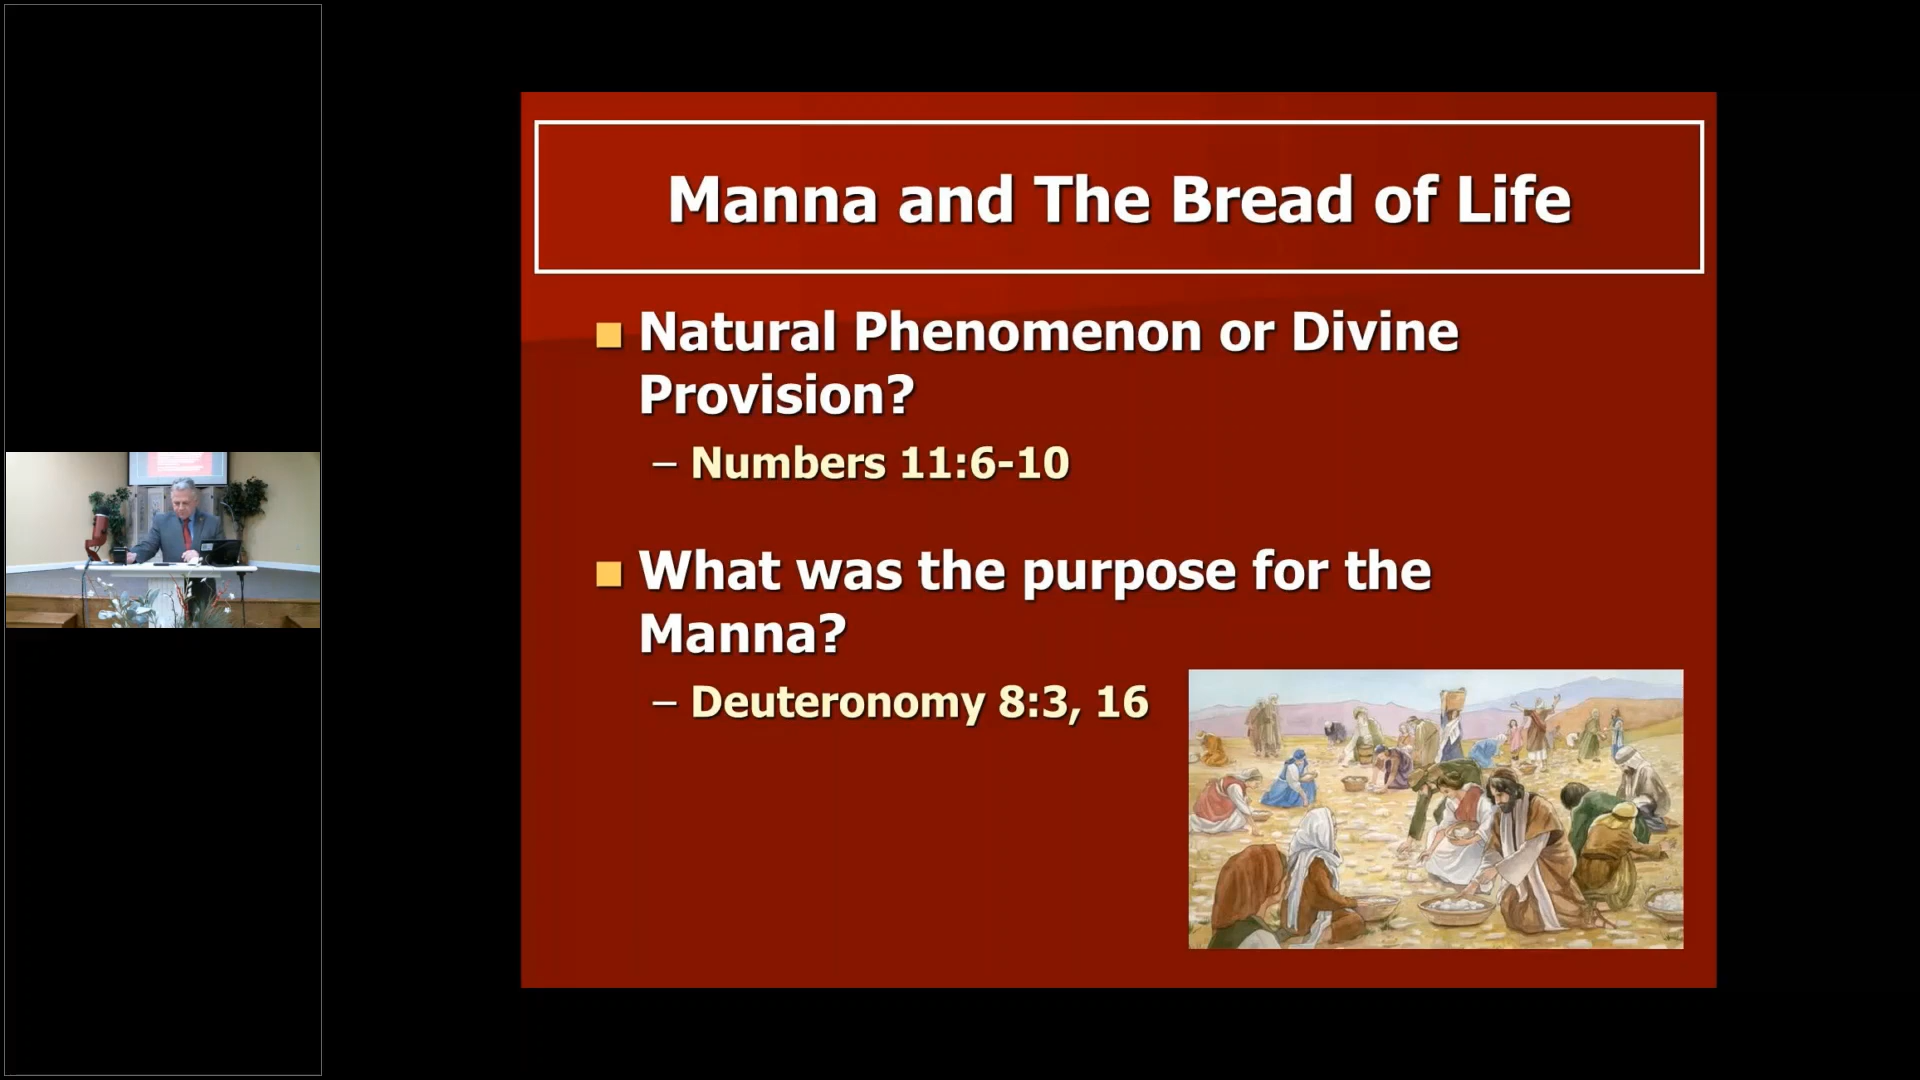 Manna and The Bread of Life
Natural Phenomenon or Divine
Provision?
– Numbers 11:6-10
What was the purpose for the
Manna?
– Deuteronomy 8:3, 16